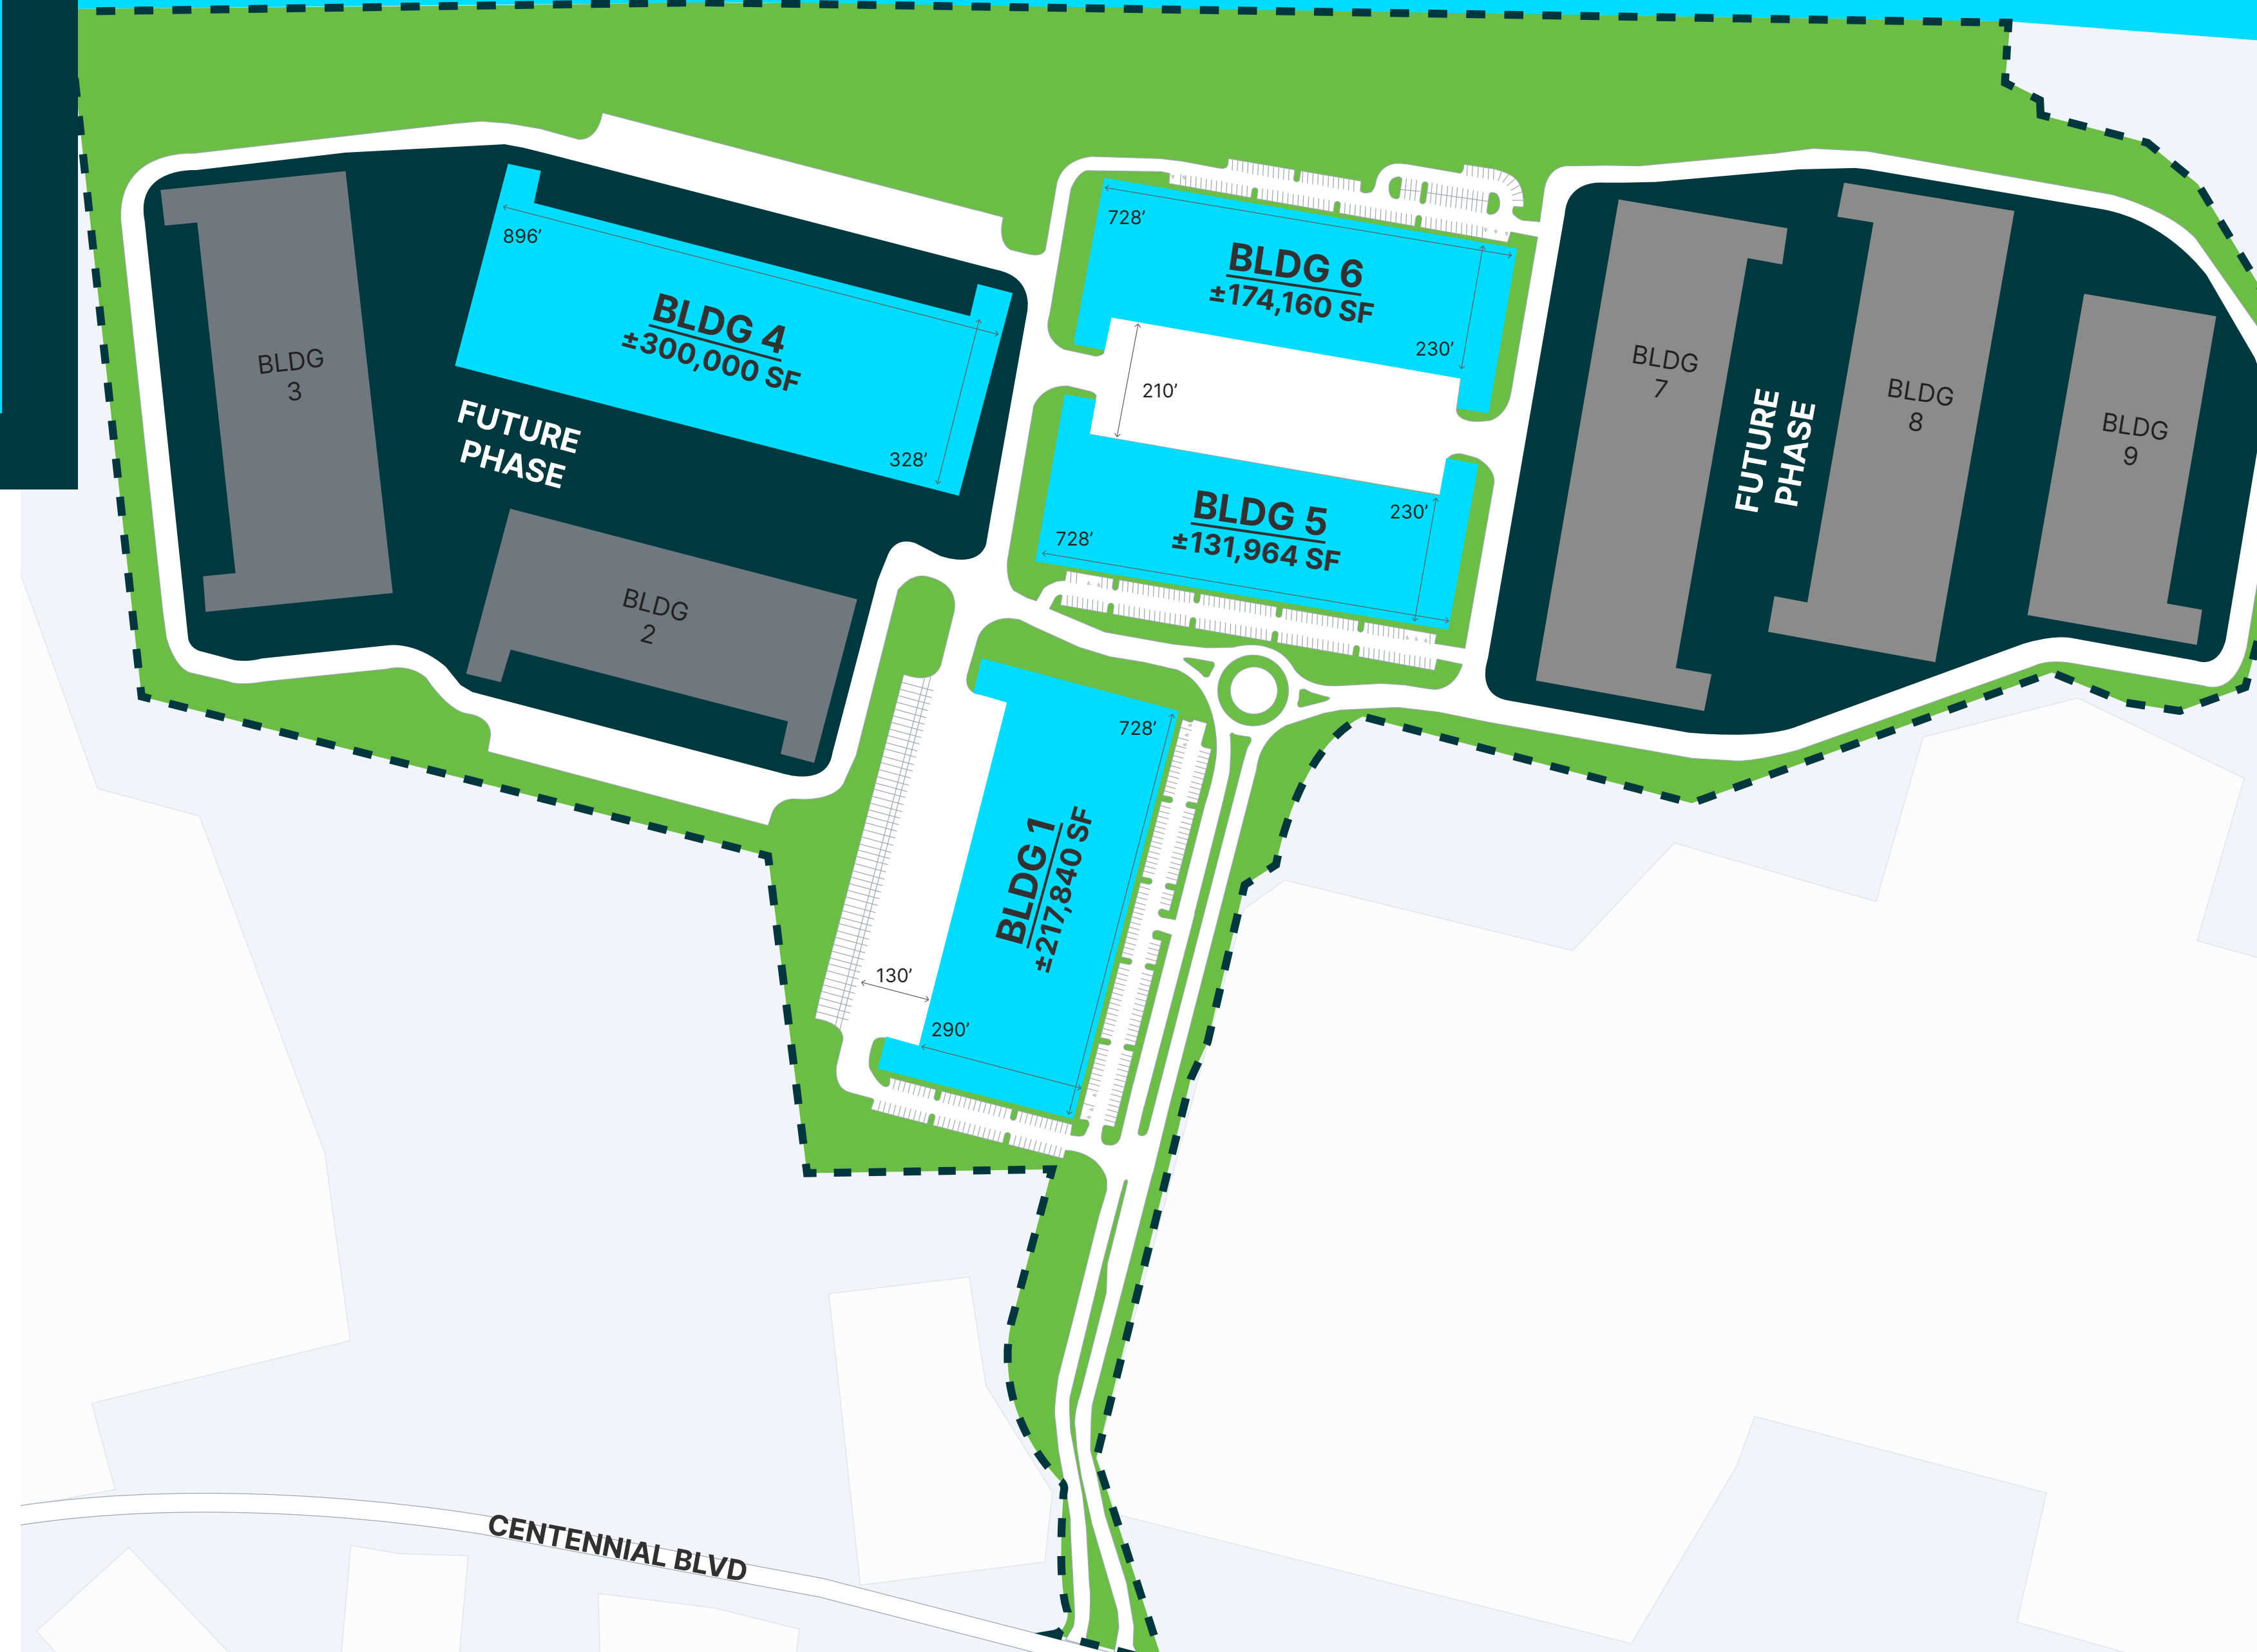 BLDG
3
896’
BLDG 4
±300,000 SF
328’
FUTURE
PHASE
BLDG
2
728’
BLDG 6
±174,160 SF
230’
210’
BLDG 5
±131,964 SF
230’
728’
BLDG
7
FUTURE
PHASE
BLDG
8
BLDG
9
728’
BLDG 1
±217,840 SF
130’
290’
CENTENNIAL BLVD